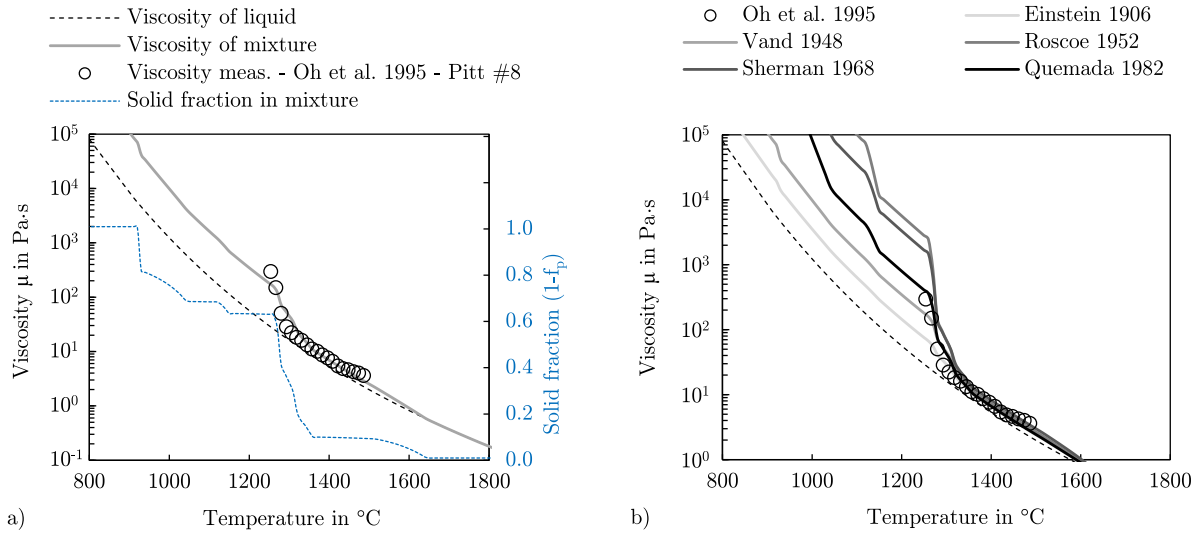 Viscosity of liquid
Viscosity of mixture
Viscosity meas. - Oh et al. 1995 - Pitt #8
Solid fraction in mixture
10^5
10^4
10^3
10^2
10^1
10^0
10^-1
Viscosity μ in Pa·s
1.0
0.8
0.6
0.4
0.2
0.0
Solid fraction (1-f_p)
800 1000 1200 1400 1600 1800
Temperature in °C
a)
Oh et al. 1995 Einstein 1906
Vand 1948 Roscoe 1952
Sherman 1968 Quemada 1982
10^5
10^4
10^3
10^2
10^1
10^0
Viscosity μ in Pa·s
800 1000 1200 1400 1600 1800
Temperature in °C
b)